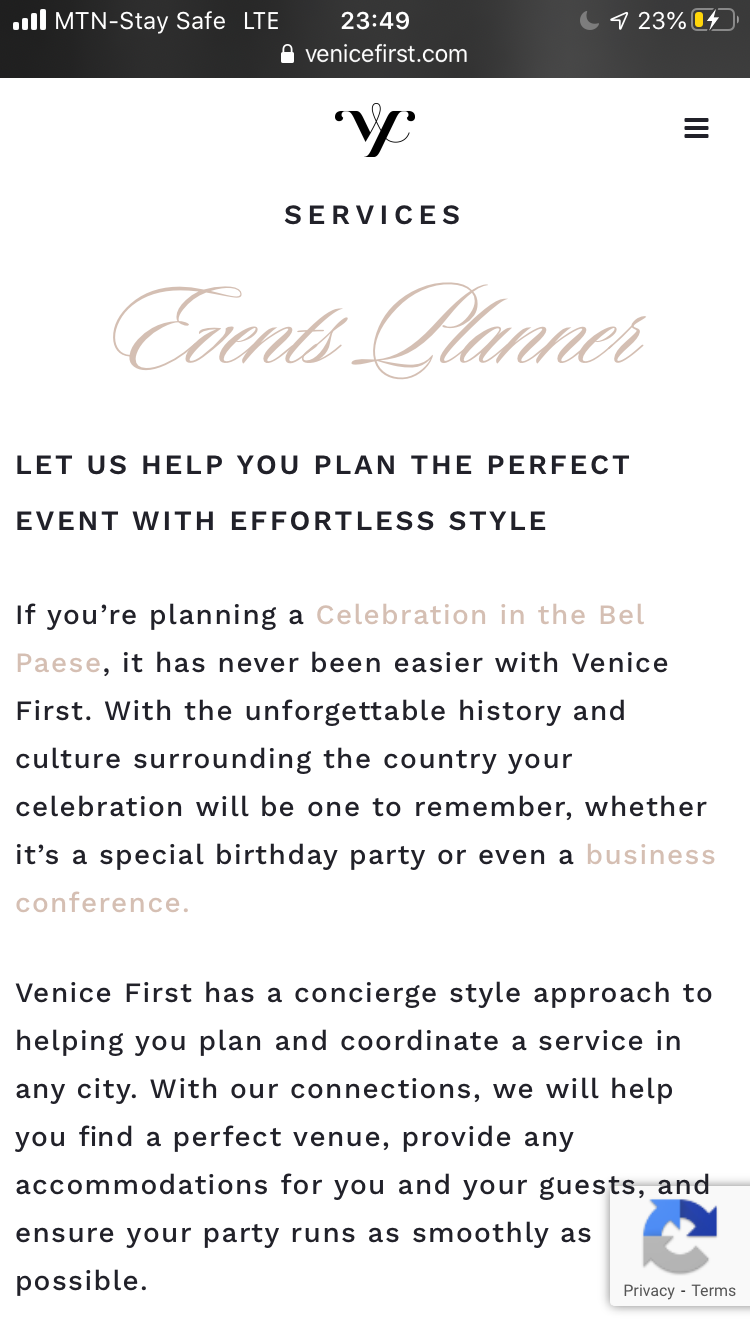 MTN-Stay Safe LTE 23:49 23%
venicefirst.com
SERVICES
Events Planner
LET US HELP YOU PLAN THE PERFECT
EVENT WITH EFFORTLESS STYLE
If you’re planning a Celebration in the Bel
Paese, it has never been easier with Venice
First. With the unforgettable history and
culture surrounding the country your
celebration will be one to remember, whether
it’s a special birthday party or even a business
conference.
Venice First has a concierge style approach to
helping you plan and coordinate a service in
any city. With our connections, we will help
you find a perfect venue, provide any
accommodations for you and your guests, and
ensure your party runs as smoothly as
possible.
Privacy - Terms